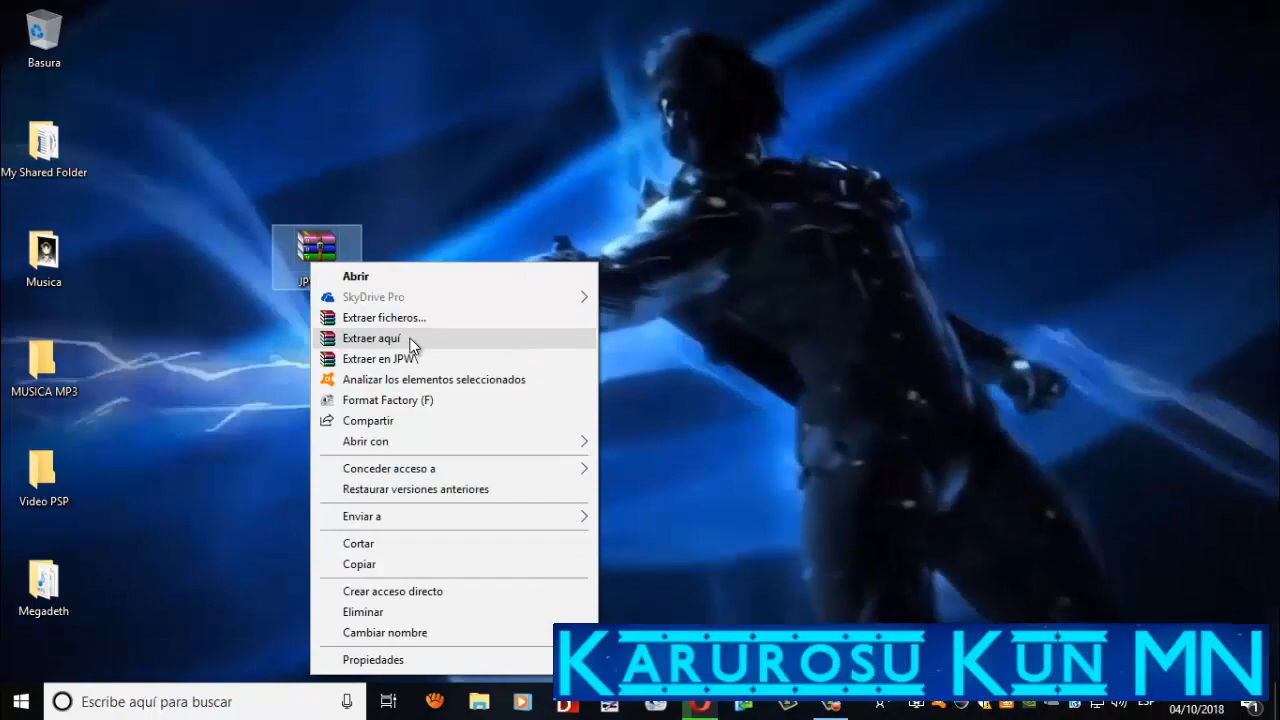 Basura
My Shared Folder
Musica
MUSICA MP3
Video PSP
Megadeth
Abrir
SkyDrive Pro
Extraer ficheros...
Extraer aquí
Extraer en JPW\
Analizar los elementos seleccionados
Format Factory (F)
Compartir
Abrir con
Conceder acceso a
Restaurar versiones anteriores
Enviar a
Cortar
Copiar
Crear acceso directo
Eliminar
Cambiar nombre
Propiedades
KARUROSU KUN MN
Escribe aquí para buscar
ESP
04/10/2018